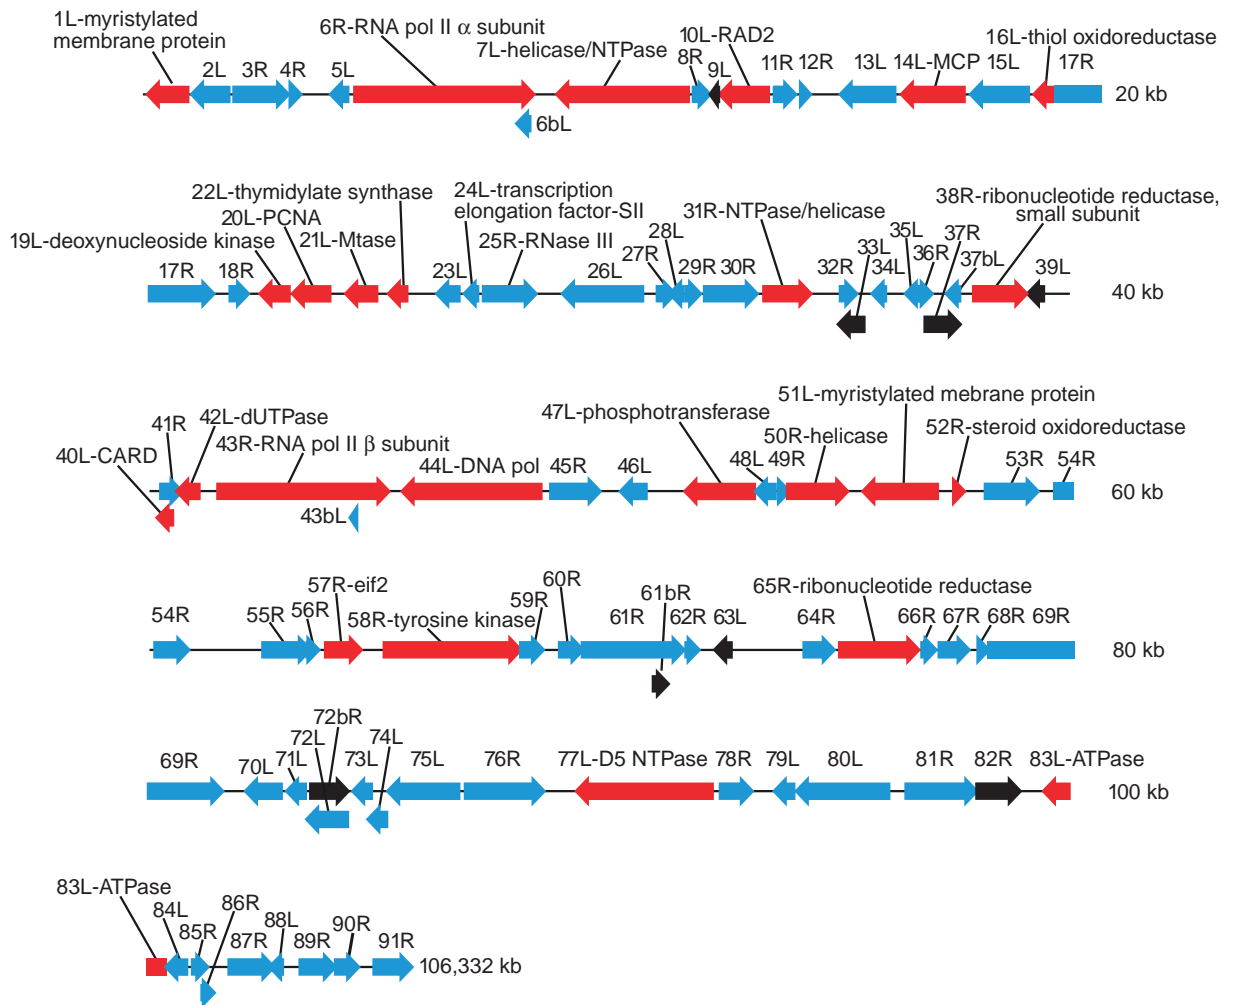 6R-RNA pol II α subunit
1L-myristylated
membrane protein
7L-helicase/NTPase
10L-RAD2
16L-thiol oxidoreductase
2L 3R 4R 5L 8R 9L 11R 12R 13L 14L-MCP 15L 17R
20 kb
6bL
22L-thymidylate synthase
24L-transcription
elongation factor-SII
38R-ribonucleotide reductase,
small subunit
20L-PCNA
31R-NTPase/helicase
19L-deoxynucleoside kinase
21L-Mtase
25R-RNase III
28L
33L
35L
37R
17R 18R 23L 26L 27R 29R 30R 32R 34L 36R 37bL 39L
40 kb
51L-myristylated mebrane protein
41R
42L-dUTPase
47L-phosphotransferase
52R-steroid oxidoreductase
40L-CARD
43R-RNA pol II β subunit
50R-helicase
44L-DNA pol 45R 46L 48L 49R 53R 54R
60 kb
43bL
57R-eif2
60R
61bR
65R-ribonucleotide reductase
54R 55R 56R 58R-tyrosine kinase 59R 61R 62R 63L 64R 66R 67R 68R 69R
80 kb
72bR
72L
74L
69R 70L 71L 73L 75L 76R 77L-D5 NTPase 78R 79L 80L 81R 82R 83L-ATPase
100 kb
83L-ATPase
84L
86R
85R 87R 88L 89R 90R 91R
106,332 kb